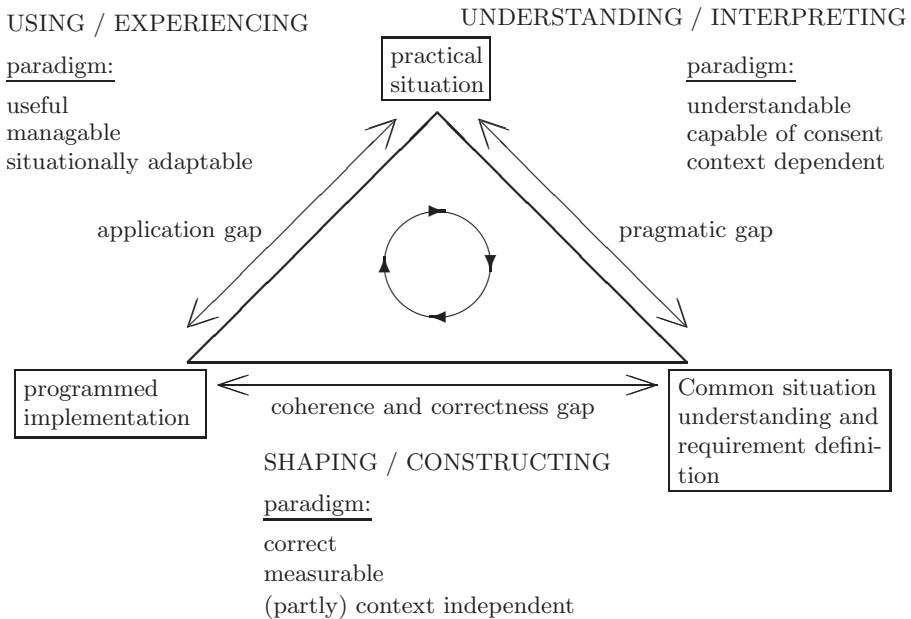 USING / EXPERIENCING
UNDERSTANDING / INTERPRETING
paradigm:
useful
managable
situationally adaptable
practical
situation
paradigm:
understandable
capable of consent
context dependent
application gap
pragmatic gap
programmed
implementation
coherence and correctness gap
Common situation
understanding and
requirement defini-
tion
SHAPING / CONSTRUCTING
paradigm:
correct
measurable
(partly) context independent